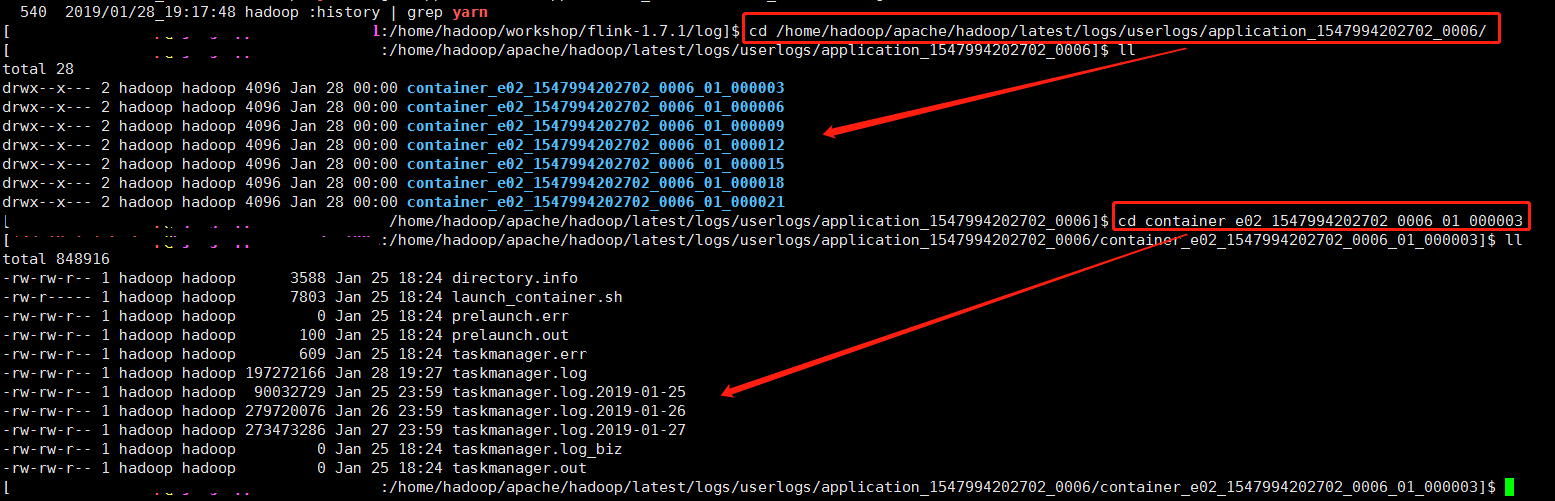 540 2019/01/28_19:17:48 hadoop :history | grep yarn
[ :/home/hadoop/workshop/flink-1.7.1/log]$ cd /home/hadoop/apache/hadoop/latest/logs/userlogs/application_1547994202702_0006/
[ :/home/hadoop/apache/hadoop/latest/logs/userlogs/application_1547994202702_0006]$ ll
total 28
drwx--x--- 2 hadoop hadoop 4096 Jan 28 00:00 container_e02_1547994202702_0006_01_000003
drwx--x--- 2 hadoop hadoop 4096 Jan 28 00:00 container_e02_1547994202702_0006_01_000006
drwx--x--- 2 hadoop hadoop 4096 Jan 28 00:00 container_e02_1547994202702_0006_01_000009
drwx--x--- 2 hadoop hadoop 4096 Jan 28 00:00 container_e02_1547994202702_0006_01_000012
drwx--x--- 2 hadoop hadoop 4096 Jan 28 00:00 container_e02_1547994202702_0006_01_000015
drwx--x--- 2 hadoop hadoop 4096 Jan 28 00:00 container_e02_1547994202702_0006_01_000018
drwx--x--- 2 hadoop hadoop 4096 Jan 28 00:00 container_e02_1547994202702_0006_01_000021
[ /home/hadoop/apache/hadoop/latest/logs/userlogs/application_1547994202702_0006]$ cd container_e02_1547994202702_0006_01_000003
[ :/home/hadoop/apache/hadoop/latest/logs/userlogs/application_1547994202702_0006/container_e02_1547994202702_0006_01_000003]$ ll
total 848916
-rw-rw-r-- 1 hadoop hadoop 3588 Jan 25 18:24 directory.info
-rw-r----- 1 hadoop hadoop 7803 Jan 25 18:24 launch_container.sh
-rw-rw-r-- 1 hadoop hadoop 0 Jan 25 18:24 prelaunch.err
-rw-rw-r-- 1 hadoop hadoop 100 Jan 25 18:24 prelaunch.out
-rw-rw-r-- 1 hadoop hadoop 609 Jan 25 18:24 taskmanager.err
-rw-rw-r-- 1 hadoop hadoop 197272166 Jan 28 19:27 taskmanager.log
-rw-rw-r-- 1 hadoop hadoop 90032729 Jan 25 23:59 taskmanager.log.2019-01-25
-rw-rw-r-- 1 hadoop hadoop 279720076 Jan 26 23:59 taskmanager.log.2019-01-26
-rw-rw-r-- 1 hadoop hadoop 273473286 Jan 27 23:59 taskmanager.log.2019-01-27
-rw-rw-r-- 1 hadoop hadoop 0 Jan 25 18:24 taskmanager.log_biz
-rw-rw-r-- 1 hadoop hadoop 0 Jan 25 18:24 taskmanager.out
[ :/home/hadoop/apache/hadoop/latest/logs/userlogs/application_1547994202702_0006/container_e02_1547994202702_0006_01_000003]$